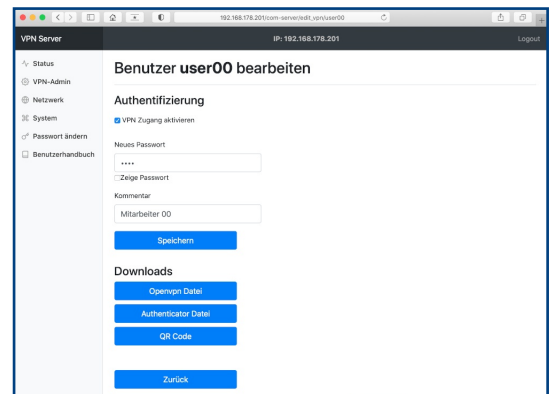 192.168.178.201/com-server/edit_vpn/user00
VPN Server
IP: 192.168.178.201
Logout
Status
VPN-Admin
Netzwerk
System
Passwort ändern
Benutzerhandbuch
Benutzer user00 bearbeiten
Authentifizierung
VPN Zugang aktivieren
Neues Passwort
••••
Zeige Passwort
Kommentar
Mitarbeiter 00
Speichern
Downloads
Openvpn Datei
Authenticator Datei
QR Code
Zurück